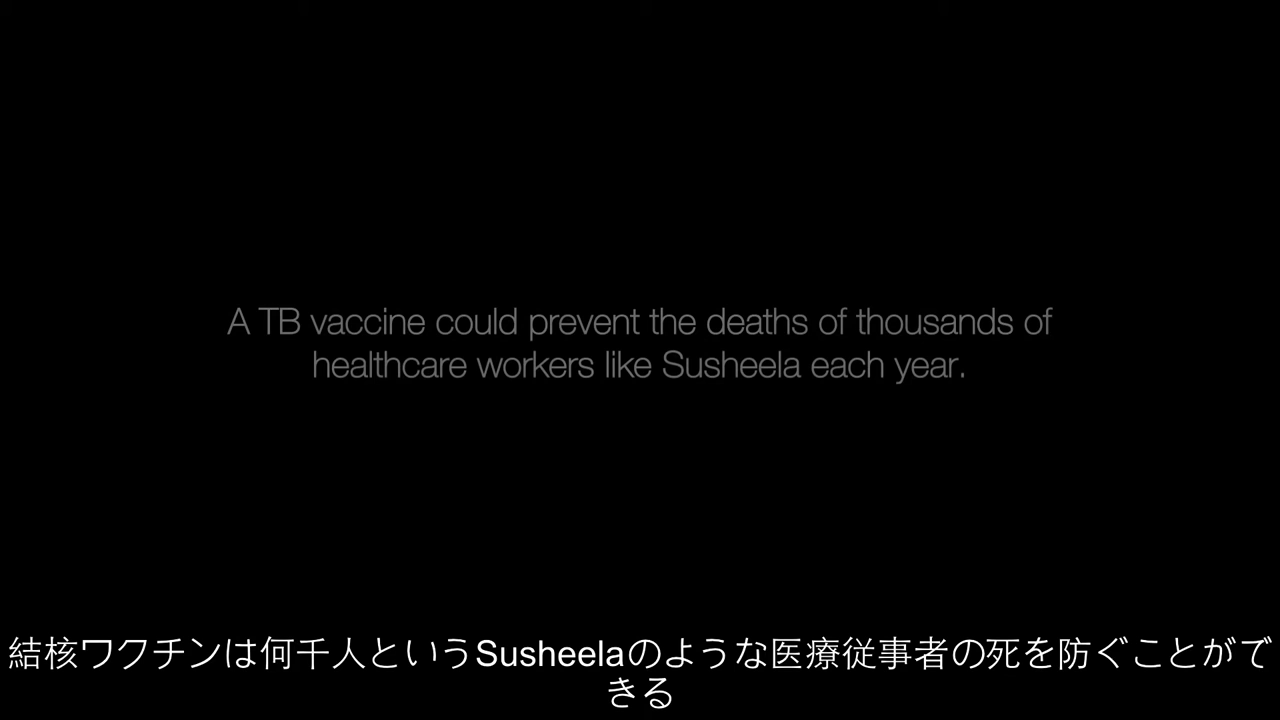 A TB vaccine could prevent the deaths of thousands of
healthcare workers like Susheela each year.
結核ワクチンは何千人というSusheelaのような医療従事者の死を防ぐことがで
きる